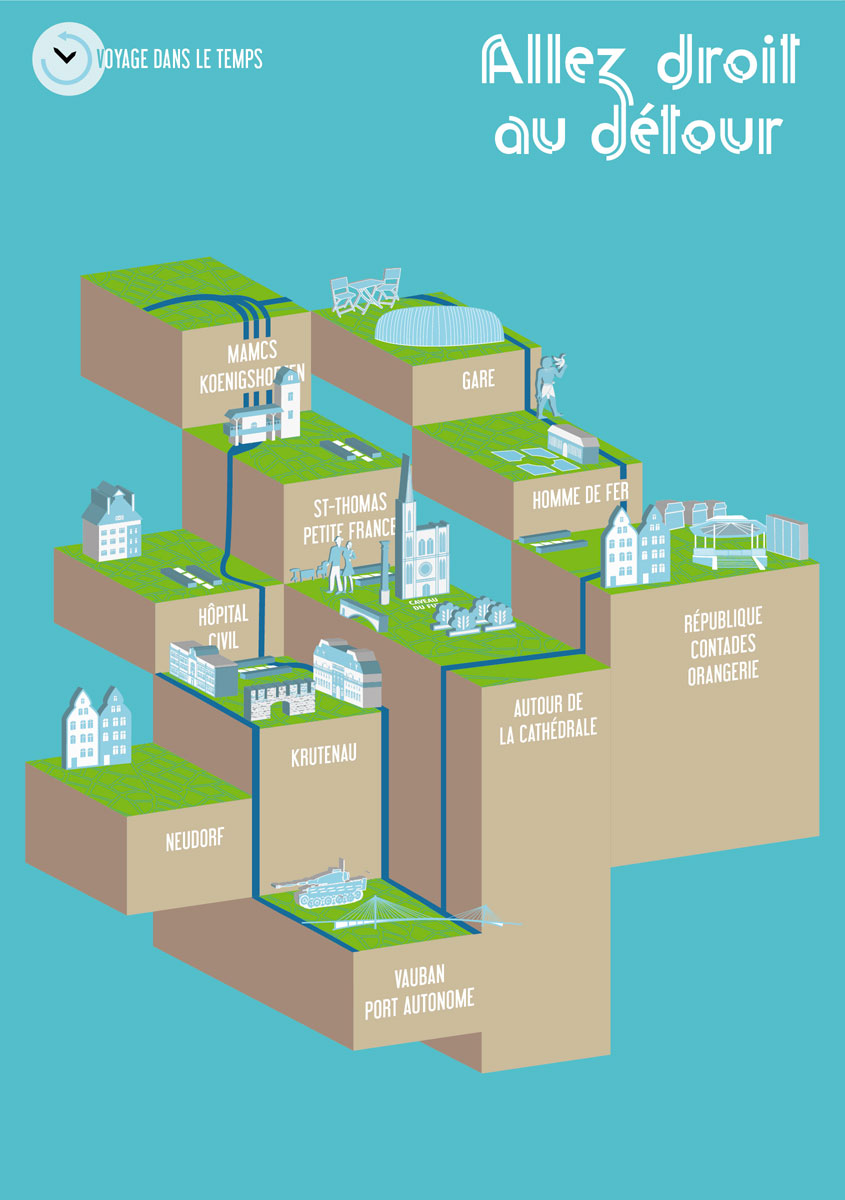 VOYAGE DANS LE TEMPS
Allez droit
au détour
MAMCS
GARE
ST-THOMAS
PETITE FRANCE
HOMME DE FER
CAVEAU
HÔPITAL
CIVIL
RÉPUBLIQUE
CONTADES
ORANGERIE
AUTOUR DE
LA CATHÉDRALE
KRUTENAU
NEUDORF
VAUBAN
PORT AUTONOME